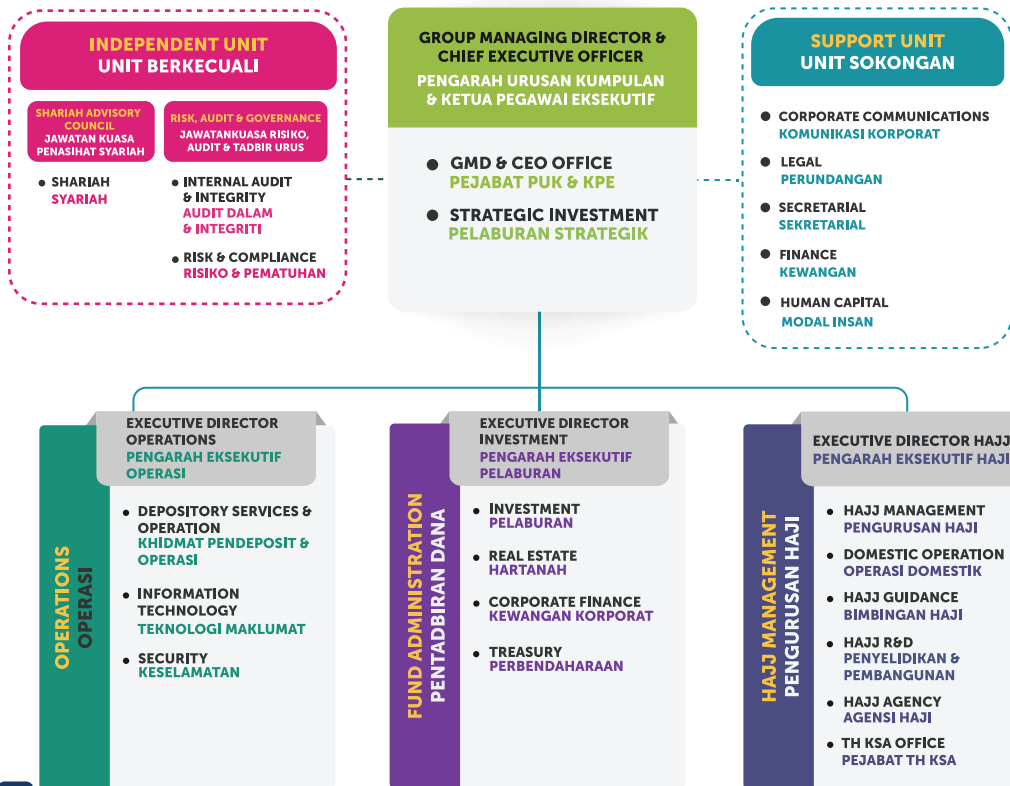 INDEPENDENT UNIT
UNIT BERKECUALI
SHARIAH ADVISORY
COUNCIL
JAWATAN KUASA
PENASIHAT SYARIAH
• SHARIAH
SYARIAH
RISK, AUDIT & GOVERNANCE
JAWATANKUASA RISIKO,
AUDIT & TADBIR URUS
• INTERNAL AUDIT
& INTEGRITY
AUDIT DALAM
& INTEGRITI
• RISK & COMPLIANCE
RISIKO & PEMATUHAN
GROUP MANAGING DIRECTOR &
CHIEF EXECUTIVE OFFICER
PENGARAH URUSAN KUMPULAN
& KETUA PEGAWAI EKSEKUTIF
• GMD & CEO OFFICE
PEJABAT PUK & KPE
• STRATEGIC INVESTMENT
PELABURAN STRATEGIK
SUPPORT UNIT
UNIT SOKONGAN
• CORPORATE COMMUNICATIONS
KOMUNIKASI KORPORAT
• LEGAL
PERUNDANGAN
• SECRETARIAL
SEKRETARIAL
• FINANCE
KEWANGAN
• HUMAN CAPITAL
MODAL INSAN
OPERATIONS
OPERASI
EXECUTIVE DIRECTOR
OPERATIONS
PENGARAH EKSEKUTIF
OPERASI
• DEPOSITORY SERVICES &
OPERATION
KHIDMAT PENDEPOSIT &
OPERASI
• INFORMATION
TECHNOLOGY
TEKNOLOGI MAKLUMAT
• SECURITY
KESELAMATAN
FUND ADMINISTRATION
PENTADBIRAN DANA
EXECUTIVE DIRECTOR
INVESTMENT
PENGARAH EKSEKUTIF
PELABURAN
• INVESTMENT
PELABURAN
• REAL ESTATE
HARTANAH
• CORPORATE FINANCE
KEWANGAN KORPORAT
• TREASURY
PERBENDAHARAAN
HAJJ MANAGEMENT
PENGURUSAN HAJI
EXECUTIVE DIRECTOR HAJJ
PENGARAH EKSEKUTIF HAJI
• HAJJ MANAGEMENT
PENGURUSAN HAJI
• DOMESTIC OPERATION
OPERASI DOMESTIK
• HAJJ GUIDANCE
BIMBINGAN HAJI
• HAJJ R&D
PENYELIDIKAN &
PEMBANGUNAN
• HAJJ AGENCY
AGENSI HAJI
• TH KSA OFFICE
PEJABAT TH KSA